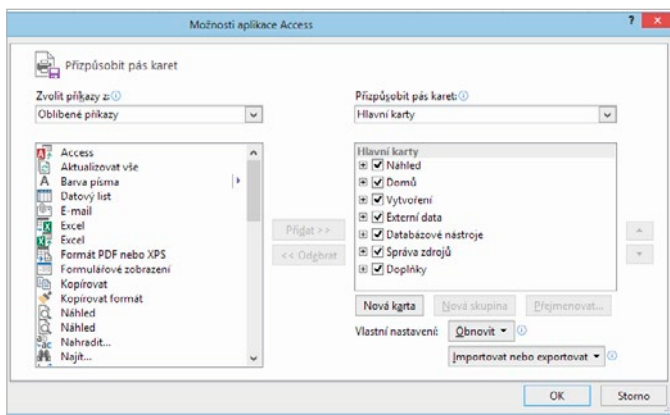 Možnosti aplikace Access
Přizpůsobit pás karet
Zvolit příkazy z:
Oblíbené příkazy
Access
Aktualizovat vše
Barva písma
Datový list
E-mail
Excel
Excel
Formát PDF nebo XPS
Formulářové zobrazení
Kopírovat
Kopírovat formát
Náhled
Náhled
Nahradit...
Najít...
Přidat >>
<< Odebrat
Přizpůsobit pás karet:
Hlavní karty
Hlavní karty
Náhled
Domů
Vytvoření
Externí data
Databázové nástroje
Správa zdrojů
Doplňky
Nová karta
Nová skupina
Přejmenovat...
Vlastní nastavení:
Obnovit
Importovat nebo exportovat
OK
Storno